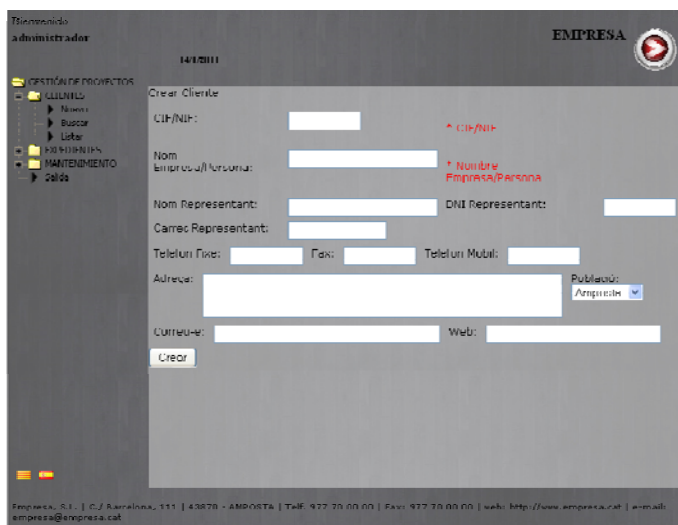 Bienvenido
administrador
EMPRESA
GESTIÓN DE PROYECTOS
CLIENTES
Nuevo
Buscar
Listar
EXPEDIENTES
MANTENIMIENTO
Salida
Crear Cliente
CIF/NIF:
* CIF/NIF
Nom
Empresa/Persona:
* Nombre
Empresa/Persona
Nom Representant:
DNI Representant:
Carrec Representant:
Telefon Fixe:
Fax:
Telefon Mobil:
Adreça:
Població:
Amposta
Correu-e:
Web:
Crear
Empresa, S.L. | C./ Barcelona, 111 | 43870 - AMPOSTA | Telf. 977 70 00 00 | Fax: 977 70 00 00 | web: http://www.empresa.cat | e-mail:
empresa@empresa.cat